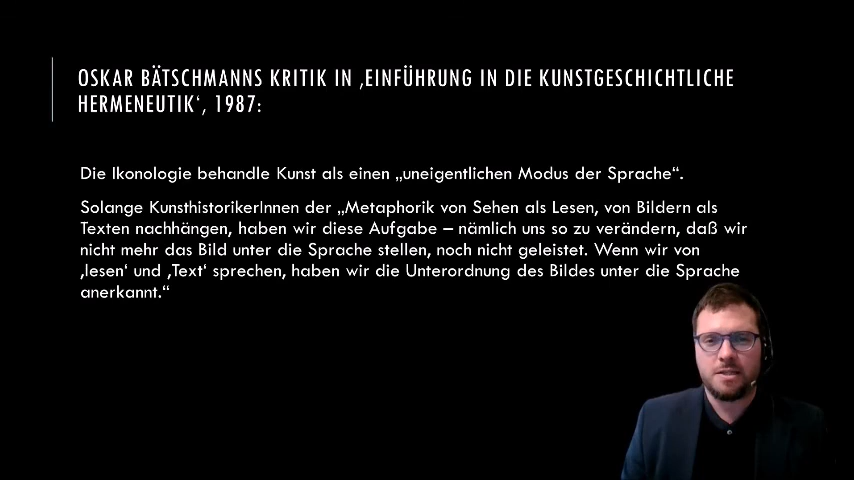 OSKAR BÄTSCHMANNS KRITIK IN ‚EINFÜHRUNG IN DIE KUNSTGESCHICHTLICHE
HERMENEUTIK‘, 1987:
Die Ikonologie behandle Kunst als einen „uneigentlichen Modus der Sprache“.
Solange KunsthistorikerInnen der „Metaphorik von Sehen als Lesen, von Bildern als
Texten nachhängen, haben wir diese Aufgabe – nämlich uns so zu verändern, daß wir
nicht mehr das Bild unter die Sprache stellen, noch nicht geleistet. Wenn wir von
‚lesen‘ und ‚Text‘ sprechen, haben wir die Unterordnung des Bildes unter die Sprache
anerkannt.“